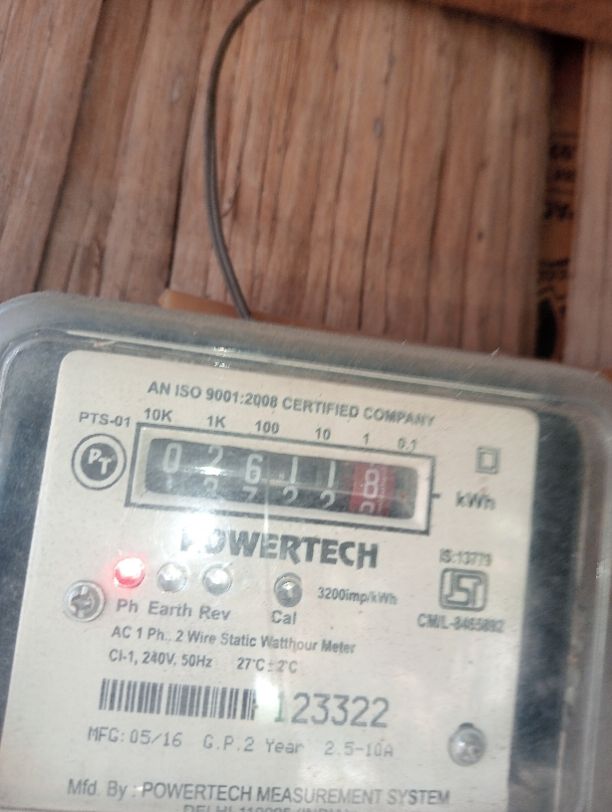 AN ISO 9001:2008 CERTIFIED COMPANY
PTS-01 10K 1K 100 10 1 0.1
PT
0 2 6 1 1 8
kWh
POWERTECH
IS:13779
3200imp/kWh
Ph Earth Rev Cal
CM/L-8465892
AC 1 Ph.. 2 Wire Static Watthour Meter
Cl-1, 240V, 50Hz 27°C±2°C
123322
MFG:05/16 G.P.2 Year 2.5-10A
Mfd. By : POWERTECH MEASUREMENT SYSTEM